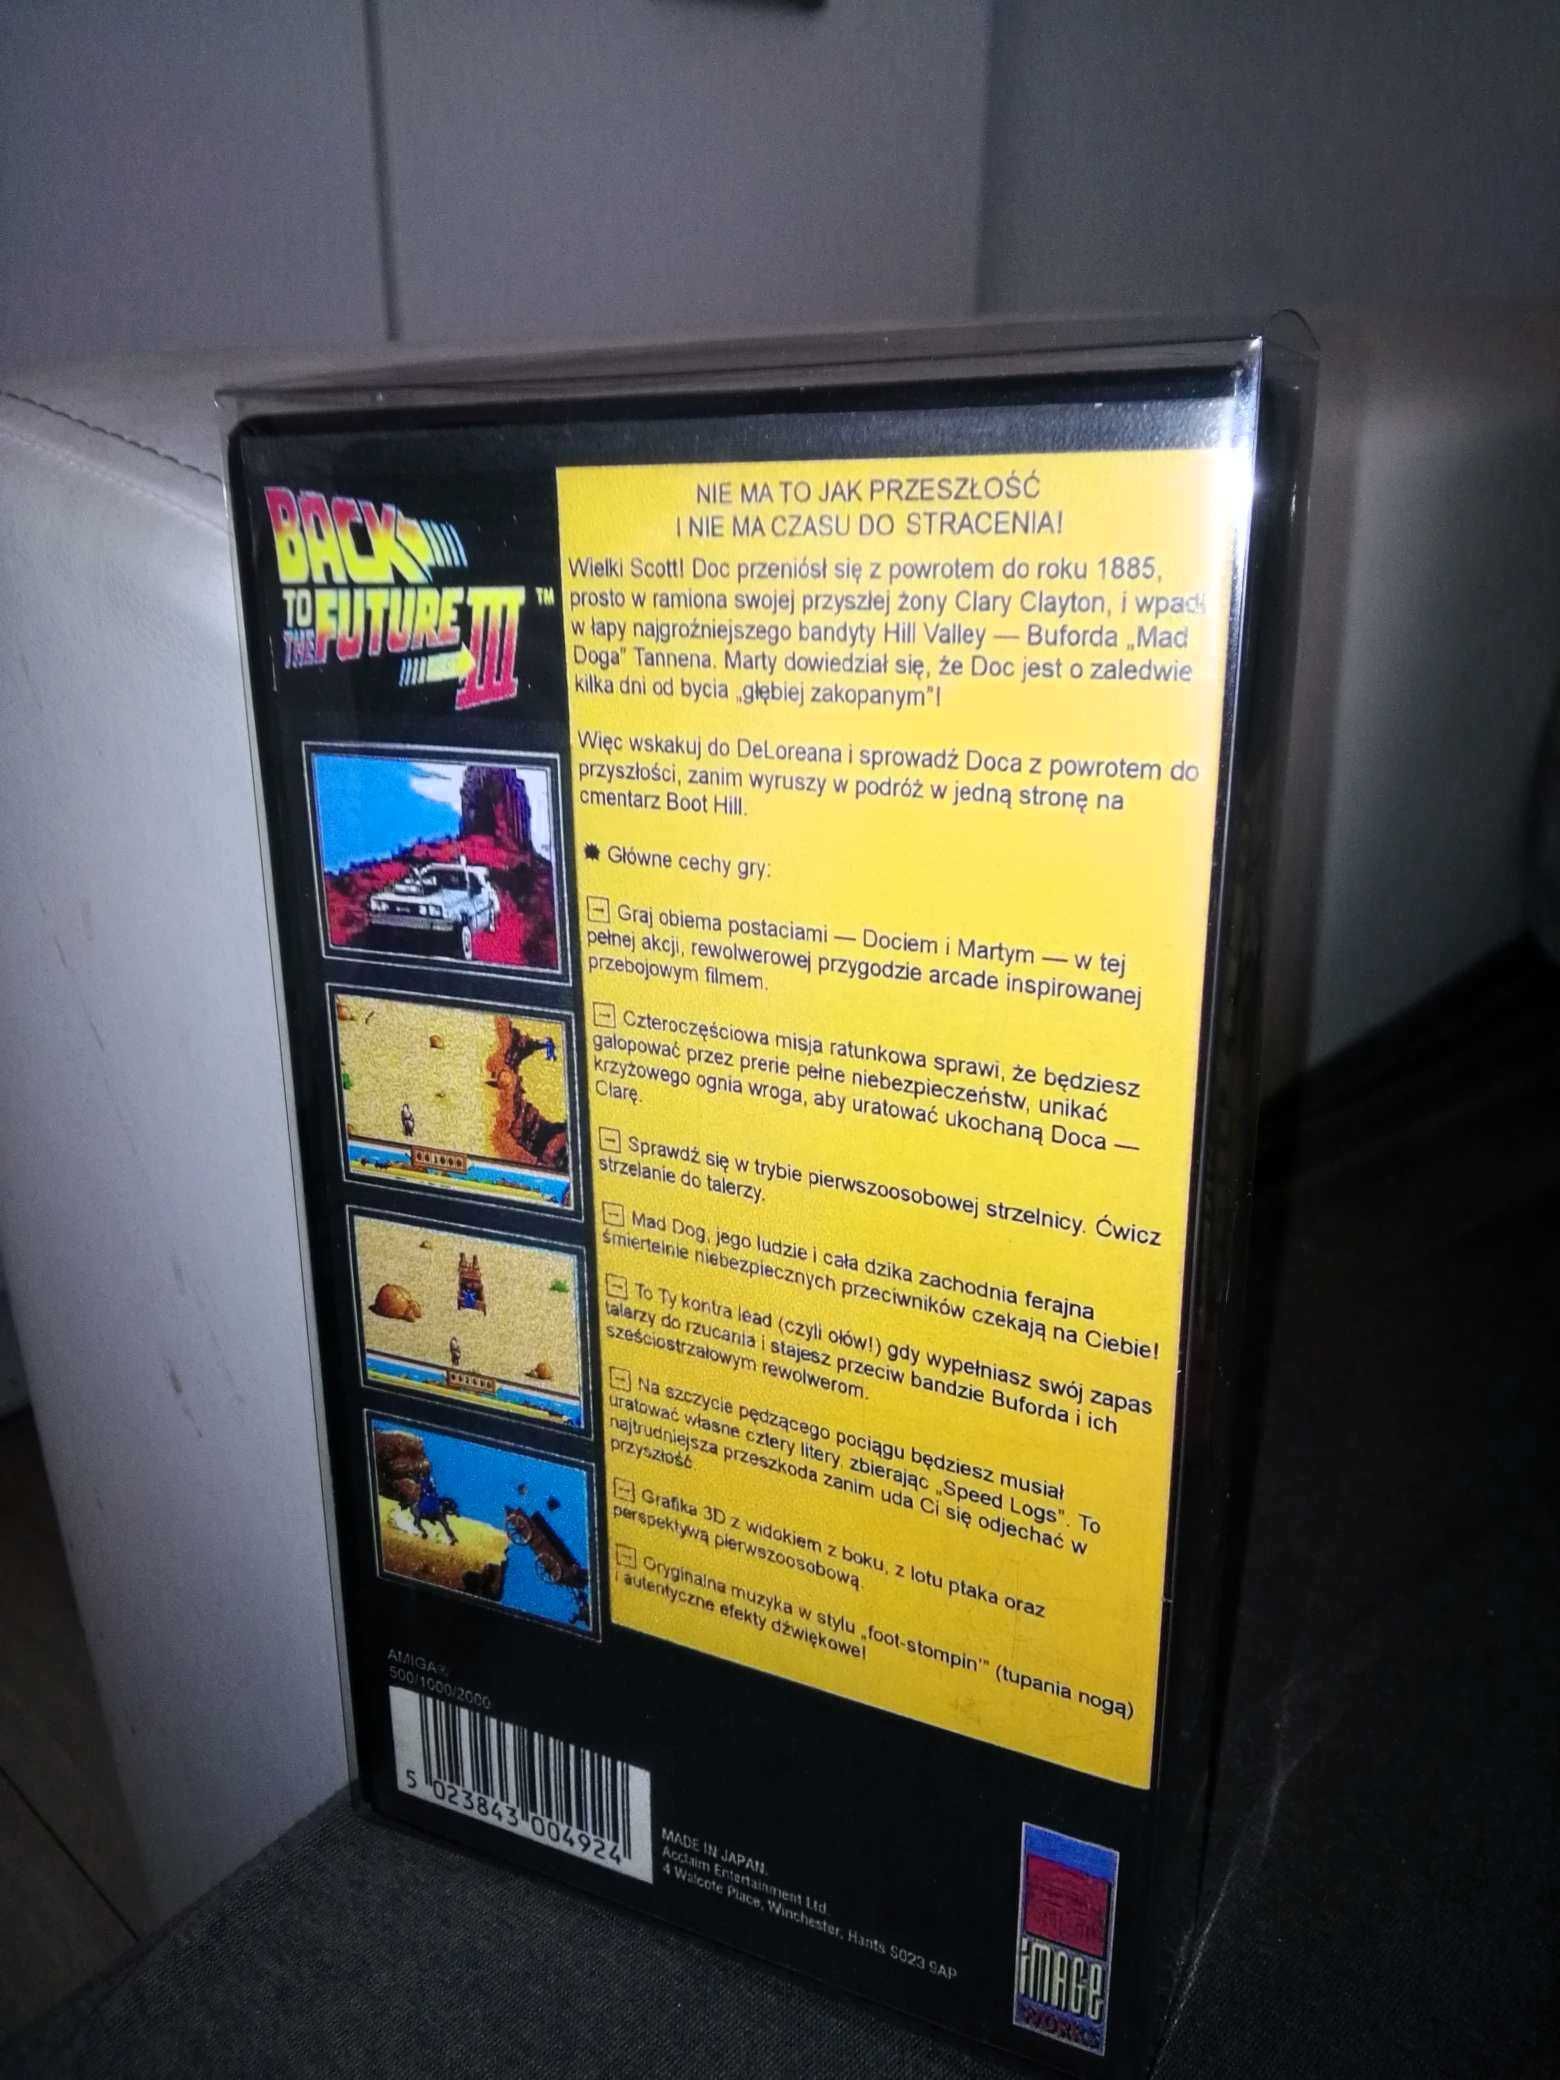 BACK
TO
THE FUTURE III ™
NIE MA TO JAK PRZESZŁOŚĆ
I NIE MA CZASU DO STRACENIA!
Wielki Scott! Doc przeniósł się z powrotem do roku 1885,
prosto w ramiona swojej przyszłej żony Clary Clayton, i wpadł
w łapy najgroźniejszego bandyty Hill Valley — Buforda „Mad
Doga” Tannena. Marty dowiedział się, że Doc jest o zaledwie
kilka dni od bycia „głębiej zakopanym”!
Więc wskakuj do DeLoreana i sprowadź Doca z powrotem do
przyszłości, zanim wyruszy w podróż w jedną stronę na
cmentarz Boot Hill.
✸ Główne cechy gry:
→ Graj obiema postaciami — Dociem i Martym — w tej
pełnej akcji, rewolwerowej przygodzie arcade inspirowanej
przebojowym filmem.
→ Czteroczęściowa misja ratunkowa sprawi, że będziesz
galopować przez prerie pełne niebezpieczeństw, unikać
krzyżowego ognia wroga, aby uratować ukochaną Doca —
Clarę.
→ Sprawdź się w trybie pierwszoosobowej strzelnicy. Ćwicz
strzelanie do talerzy.
→ Mad Dog, jego ludzie i cała dzika zachodnia ferajna
śmiertelnie niebezpiecznych przeciwników czekają na Ciebie!
→ To Ty kontra lead (czyli ołów!) gdy wypełniasz swój zapas
talarzy do rzucania i stajesz przeciw bandzie Buforda i ich
sześciostrzałowym rewolwerom.
→ Na szczycie pędzącego pociągu będziesz musiał
uratować własne cztery litery, zbierając „Speed Logs”. To
najtrudniejsza przeszkoda zanim uda Ci się odjechać w
przyszłość.
→ Grafika 3D z widokiem z boku, z lotu ptaka oraz
perspektywą pierwszoosobową.
→ Oryginalna muzyka w stylu „foot-stompin'” (tupania nogą)
i autentyczne efekty dźwiękowe!
AMIGA®
500/1000/2000
5 023843 004924
MADE IN JAPAN.
Acclaim Entertainment Ltd.
4 Walcote Place, Winchester, Hants S023 9AP
IMAGE
WORKS